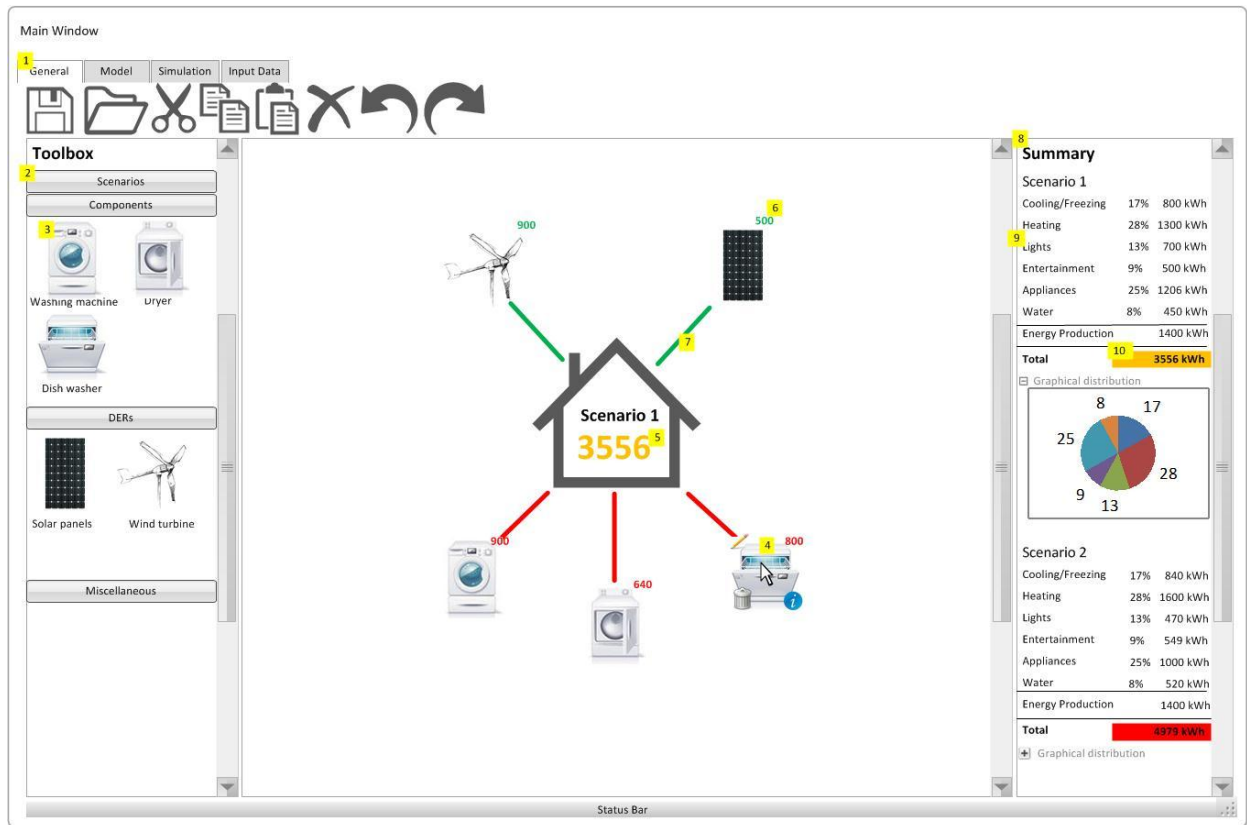 Main Window
1
General Model Simulation Input Data
Toolbox
2
Scenarios
Components
3
Washing machine Dryer
Dish washer
DERs
Solar panels Wind turbine
Miscellaneous
900
6
500
7
Scenario 1
3556 5
900
640
4
800
i
8
Summary
Scenario 1
Cooling/Freezing 17% 800 kWh
Heating 28% 1300 kWh
9
Lights 13% 700 kWh
Entertainment 9% 500 kWh
Appliances 25% 1206 kWh
Water 8% 450 kWh
Energy Production 1400 kWh
10
Total 3556 kWh
Graphical distribution
8 17
25
28
9
13
Scenario 2
Cooling/Freezing 17% 840 kWh
Heating 28% 1600 kWh
Lights 13% 470 kWh
Entertainment 9% 549 kWh
Appliances 25% 1000 kWh
Water 8% 520 kWh
Energy Production 1400 kWh
Total 4979 kWh
Graphical distribution
Status Bar